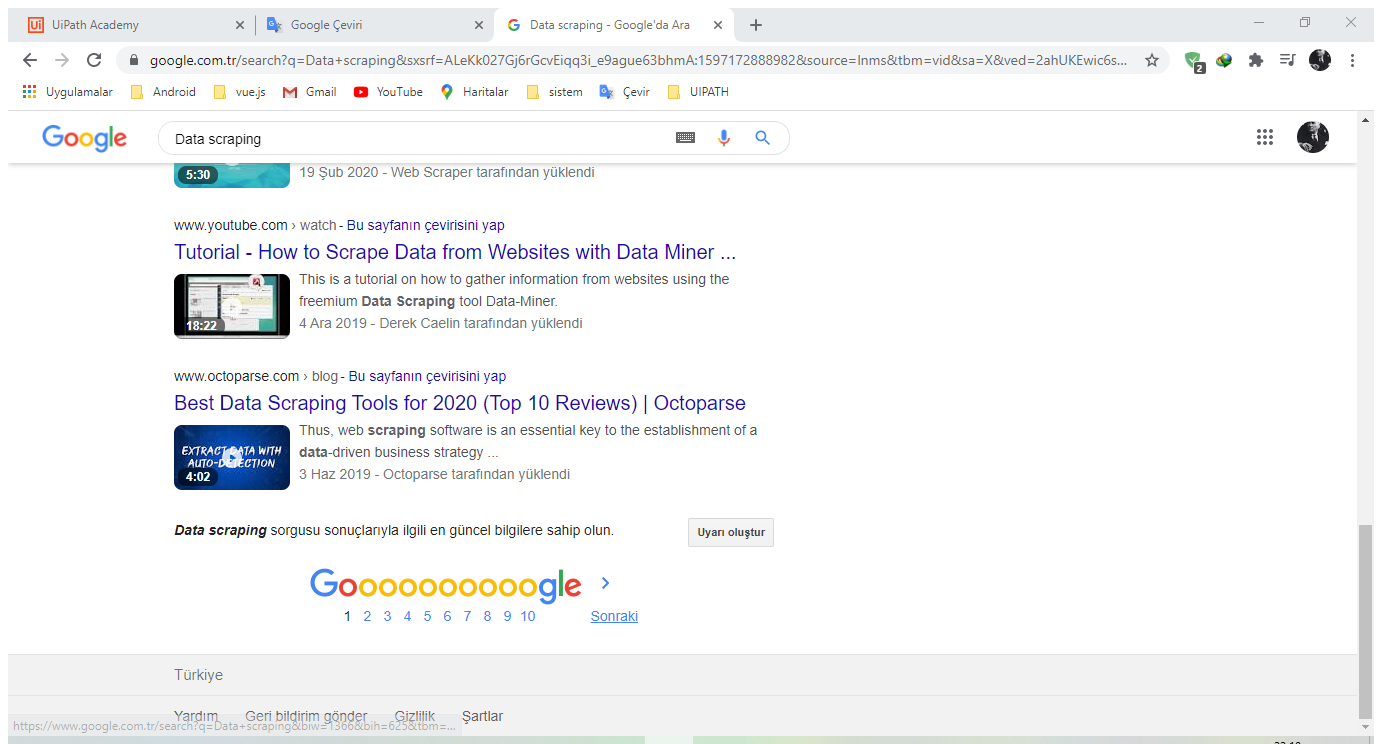 UiPath Academy
Google Çeviri
Data scraping - Google'da Ara
google.com.tr/search?q=Data+scraping&sxsrf=ALeKk027Gj6rGcvEiqq3i_e9ague63bhmA:1597172888982&source=lnms&tbm=vid&sa=X&ved=2ahUKEwic6s...
2
Uygulamalar Android vue.js Gmail YouTube Haritalar sistem Çevir UIPATH
Google
Data scraping
5:30
19 Şub 2020 - Web Scraper tarafından yüklendi
www.youtube.com › watch - Bu sayfanın çevirisini yap
Tutorial - How to Scrape Data from Websites with Data Miner ...
This is a tutorial on how to gather information from websites using the
freemium Data Scraping tool Data-Miner.
18:22
4 Ara 2019 - Derek Caelin tarafından yüklendi
www.octoparse.com › blog - Bu sayfanın çevirisini yap
Best Data Scraping Tools for 2020 (Top 10 Reviews) | Octoparse
Thus, web scraping software is an essential key to the establishment of a
data-driven business strategy ...
EXTRACT DATA WITH
AUTO-DETECTION
4:02
3 Haz 2019 - Octoparse tarafından yüklendi
Data scraping sorgusu sonuçlarıyla ilgili en güncel bilgilere sahip olun.
Uyarı oluştur
Goooooooooogle >
1 2 3 4 5 6 7 8 9 10 Sonraki
Türkiye
Yardım Geri bildirim gönder Gizlilik Şartlar
https://www.google.com.tr/search?q=Data+scraping&biw=1366&bih=625&tbm=...